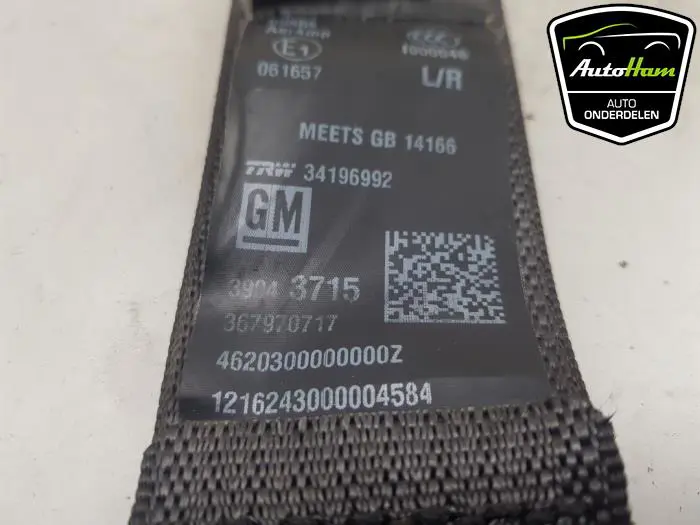 AutoHam
AUTO
ONDERDELEN
E1
061657
L/R
MEETS GB 14166
TRW 34196992
GM
3904 3715
367970717
4620300000000Z
1216243000004584